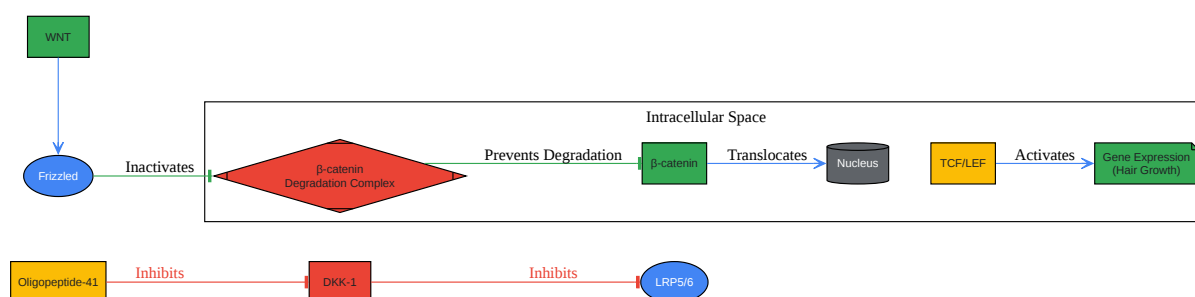 WNT
Intracellular Space
Frizzled
Inactivates
β-catenin
Degradation Complex
Prevents Degradation
β-catenin
Translocates
Nucleus
TCF/LEF
Activates
Gene Expression
(Hair Growth)
Oligopeptide-41
Inhibits
DKK-1
Inhibits
LRP5/6